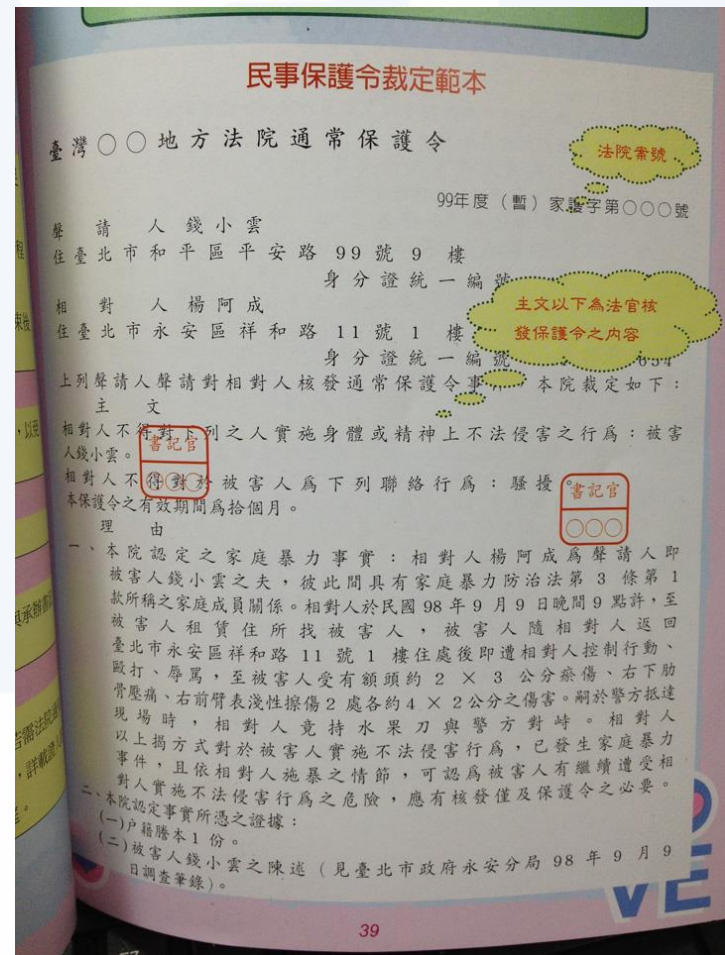 民事保護令裁定範本
臺灣○○地方法院通常保護令
法院案號
99年度（暫）家護字第○○○號
聲請人錢小雲
住臺北市和平區平安路99號9樓
身分證統一編號
相對人楊阿成
住臺北市永安區祥和路11號1樓
身分證統一編號
主文以下為法官核
發保護令之內容
上列聲請人聲請對相對人核發通常保護令事 本院裁定如下：
主文
相對人不得對下列之人實施身體或精神上不法侵害之行為：被害
人錢小雲。
相對人不得對於被害人為下列聯絡行為：騷擾。
書記官
○○○
書記官
○○○
本保護令之有效期間為拾個月。
理由
一、本院認定之家庭暴力事實：相對人楊阿成為聲請人即
被害人錢小雲之夫，彼此間具有家庭暴力防治法第3條第1
款所稱之家庭成員關係。相對人於民國98年9月9日晚間9點許，至
被害人租賃住所找被害人，被害人隨相對人返回
臺北市永安區祥和路11號1樓住處後即遭相對人控制行動、
毆打、辱罵，至被害人受有額頭約2×3公分瘀傷、右下肋
骨壓痛、右前臂表淺性擦傷2處各約4×2公分之傷害。嗣於警方抵達
現場時，相對人竟持水果刀與警方對峙。相對人
以上揭方式對於被害人實施不法侵害行為，已發生家庭暴力
事件，且依相對人施暴之情節，可認為被害人有繼續遭受相
對人實施不法侵害行為之危險，應有核發僅及保護令之必要。
二、本院認定事實所憑之證據：
(一)戶籍謄本1份。
(二)被害人錢小雲之陳述（見臺北市政府永安分局98年9月9
日調查筆錄）。
VE
39